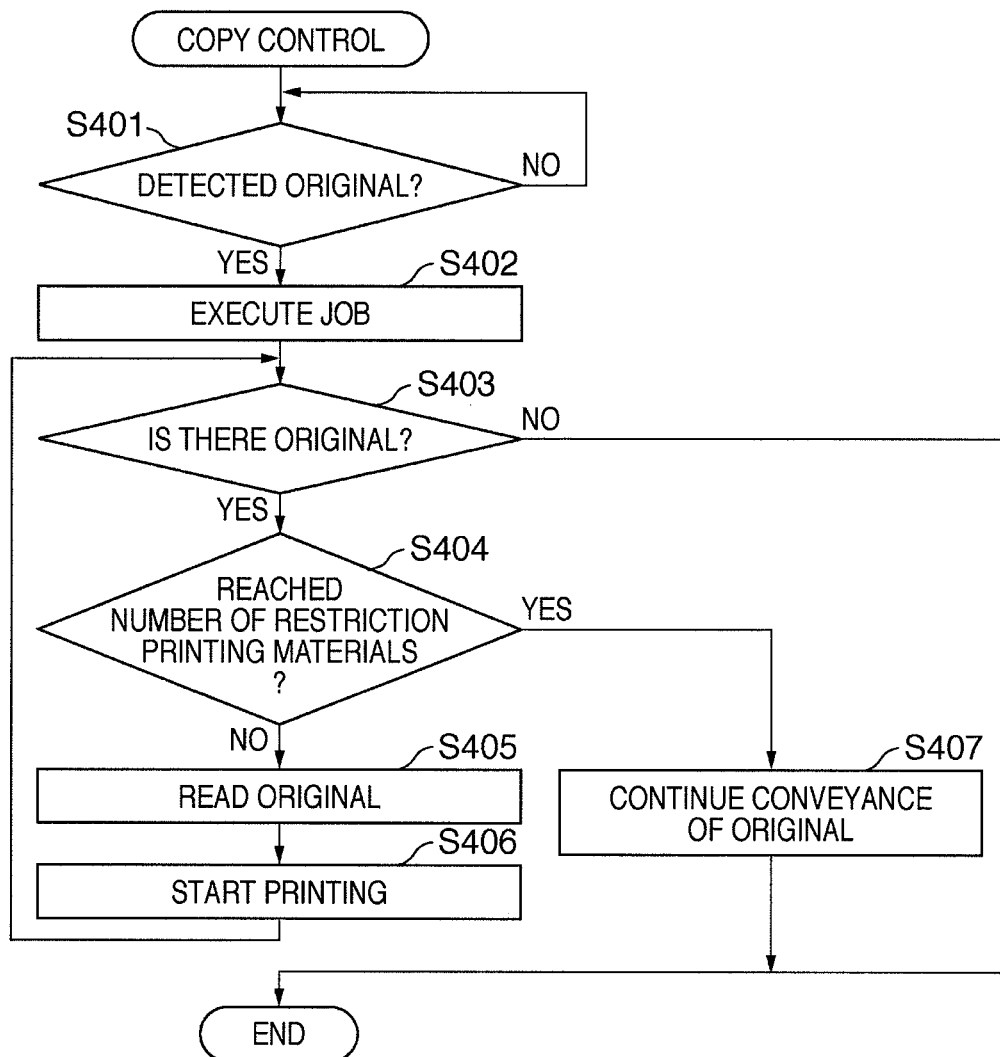 COPY CONTROL
S401
DETECTED ORIGINAL?
NO
YES
S402
EXECUTE JOB
S403
IS THERE ORIGINAL?
NO
YES
S404
REACHED
NUMBER OF RESTRICTION
PRINTING MATERIALS
?
YES
NO
S405
READ ORIGINAL
S407
CONTINUE CONVEYANCE
OF ORIGINAL
S406
START PRINTING
END